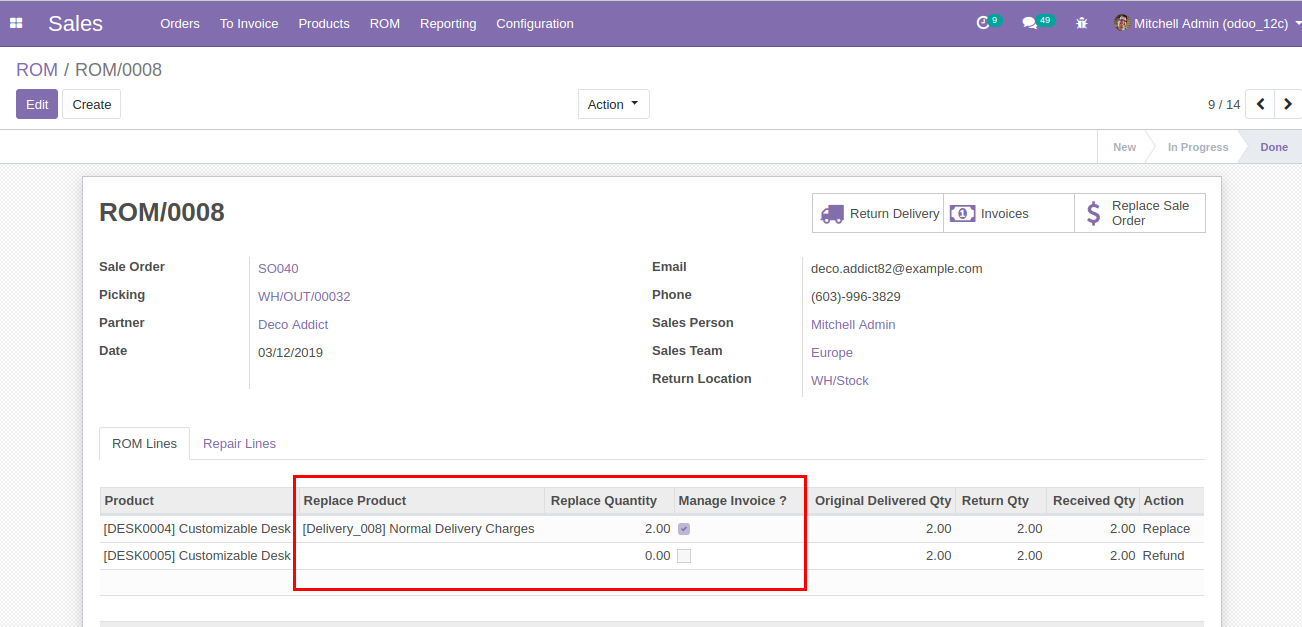 Sales Orders To Invoice Products ROM Reporting Configuration 9 49 Mitchell Admin (odoo_12c)
ROM / ROM/0008
Edit Create Action 9 / 14
New In Progress Done
ROM/0008
Return Delivery 1 Invoices Replace Sale
Order
Sale Order SO040 Email deco.addict82@example.com
Picking WH/OUT/00032 Phone (603)-996-3829
Partner Deco Addict Sales Person Mitchell Admin
Date 03/12/2019 Sales Team Europe
Return Location WH/Stock
ROM Lines Repair Lines
Product Replace Product Replace Quantity Manage Invoice ? Original Delivered Qty Return Qty Received Qty Action
[DESK0004] Customizable Desk [Delivery_008] Normal Delivery Charges 2.00 2.00 2.00 2.00 Replace
[DESK0005] Customizable Desk 0.00 2.00 2.00 2.00 Refund